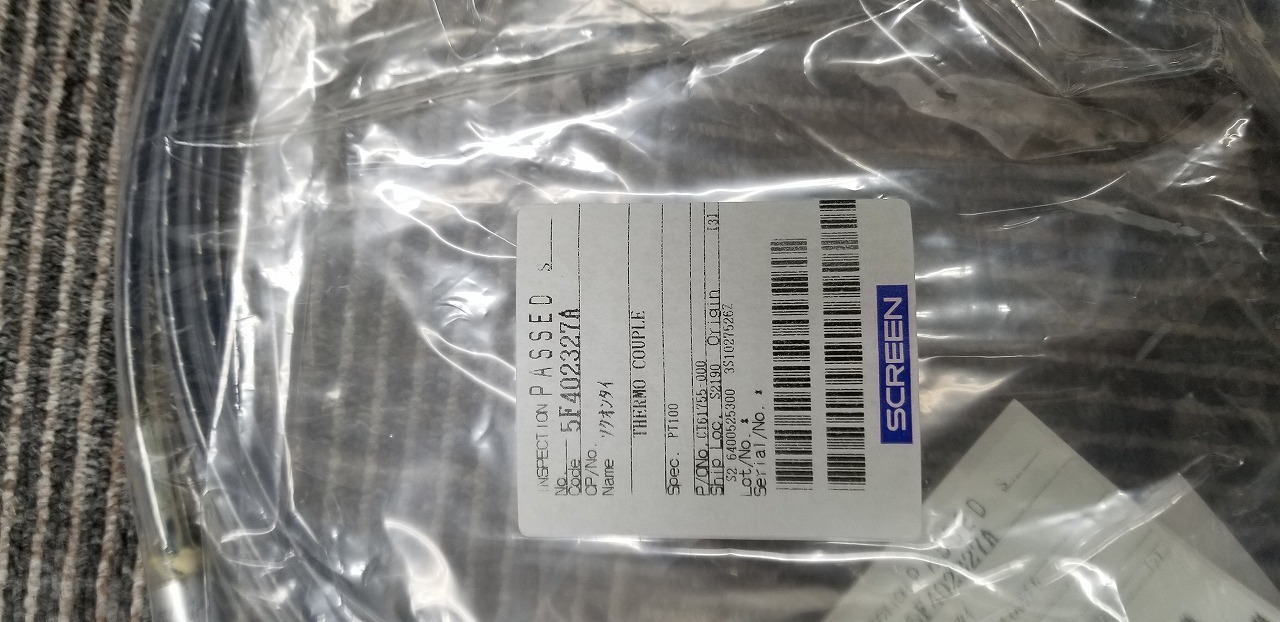 INSPECTION PASSED S
No.
Code 5F402327A
CP/No.
Name ソクオンタイ
THERMO COUPLE
Spec. PT100
P/ONo. CT61755-000
Ship Loc. S2190 Origin [3]
S2 6400525300 3S10275262
Lot/No. *
Serial/No. *
SCREEN